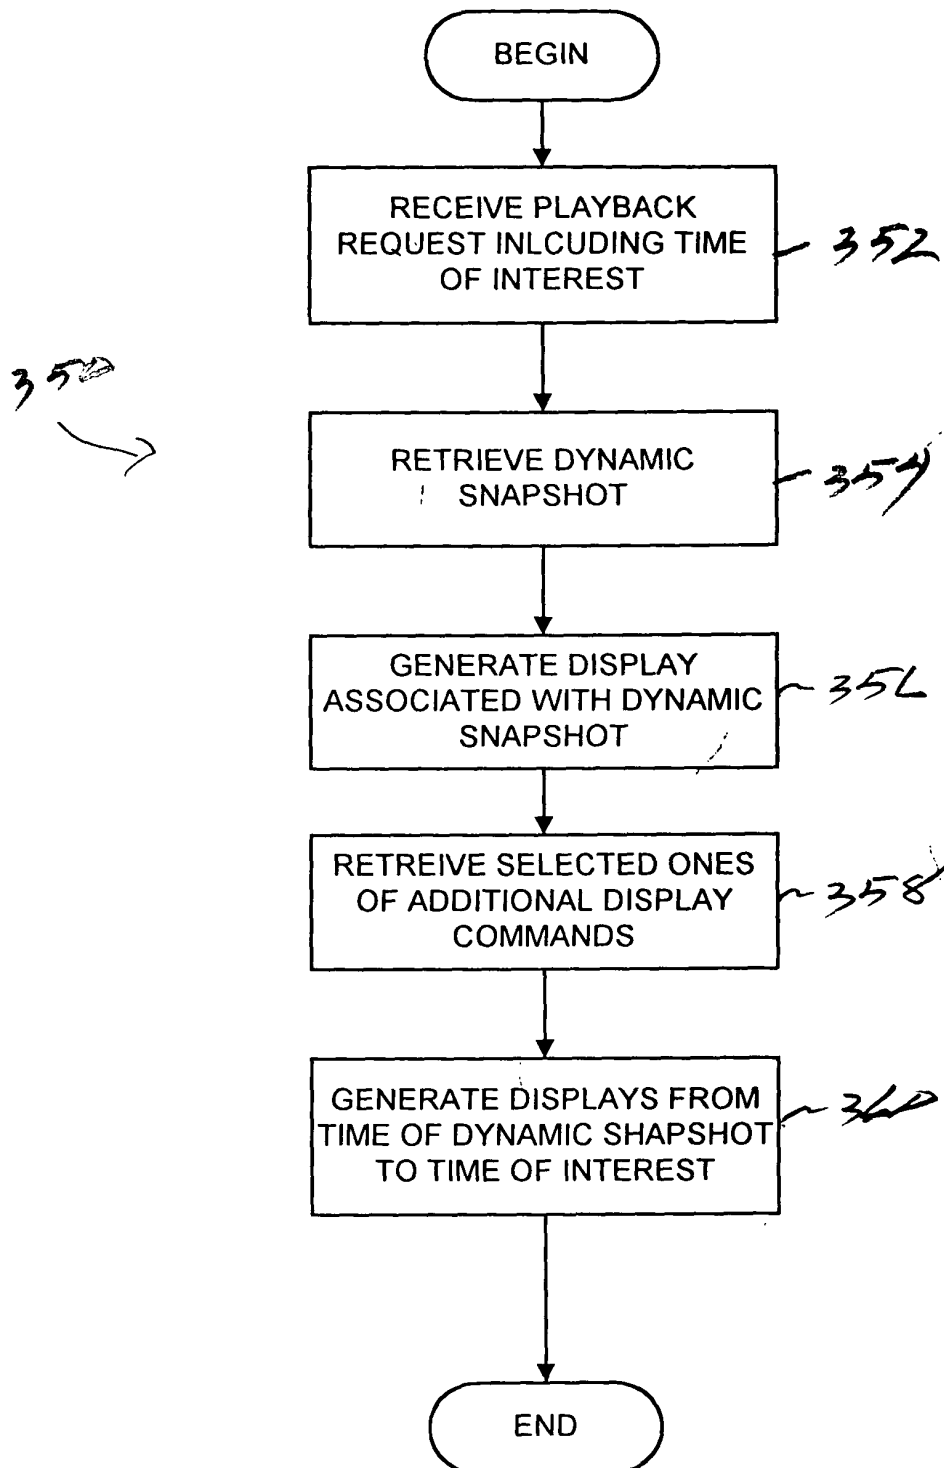 BEGIN
RECEIVE PLAYBACK
REQUEST INLCUDING TIME
OF INTEREST
352
350
RETRIEVE DYNAMIC
SNAPSHOT
354
GENERATE DISPLAY
ASSOCIATED WITH DYNAMIC
SNAPSHOT
356
RETREIVE SELECTED ONES
OF ADDITIONAL DISPLAY
COMMANDS
358
GENERATE DISPLAYS FROM
TIME OF DYNAMIC SHAPSHOT
TO TIME OF INTEREST
360
END